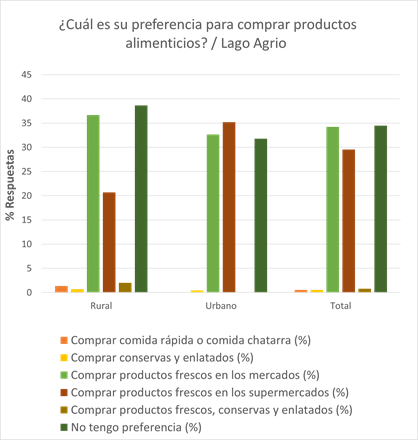 ¿Cuál es su preferencia para comprar productos
alimenticios? / Lago Agrio
% Respuestas
45
40
35
30
25
20
15
10
5
0
Rural Urbano Total
Comprar comida rápida o comida chatarra (%)
Comprar conservas y enlatados (%)
Comprar productos frescos en los mercados (%)
Comprar productos frescos en los supermercados (%)
Comprar productos frescos, conservas y enlatados (%)
No tengo preferencia (%)